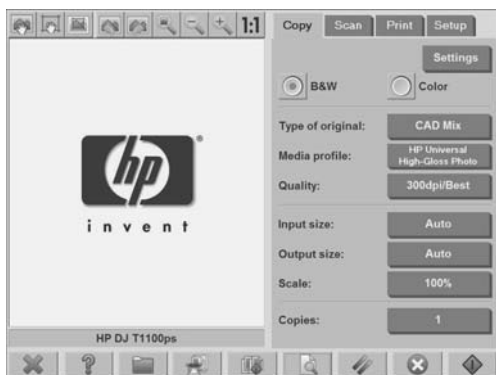 1:1
Copy Scan Print Setup
Settings
B&W Color
Type of original: CAD Mix
Media profile: HP Universal
High-Gloss Photo
Quality: 300dpi/Best
Input size: Auto
Output size: Auto
Scale: 100%
Copies: 1
hp
®
invent
HP DJ T1100ps
?